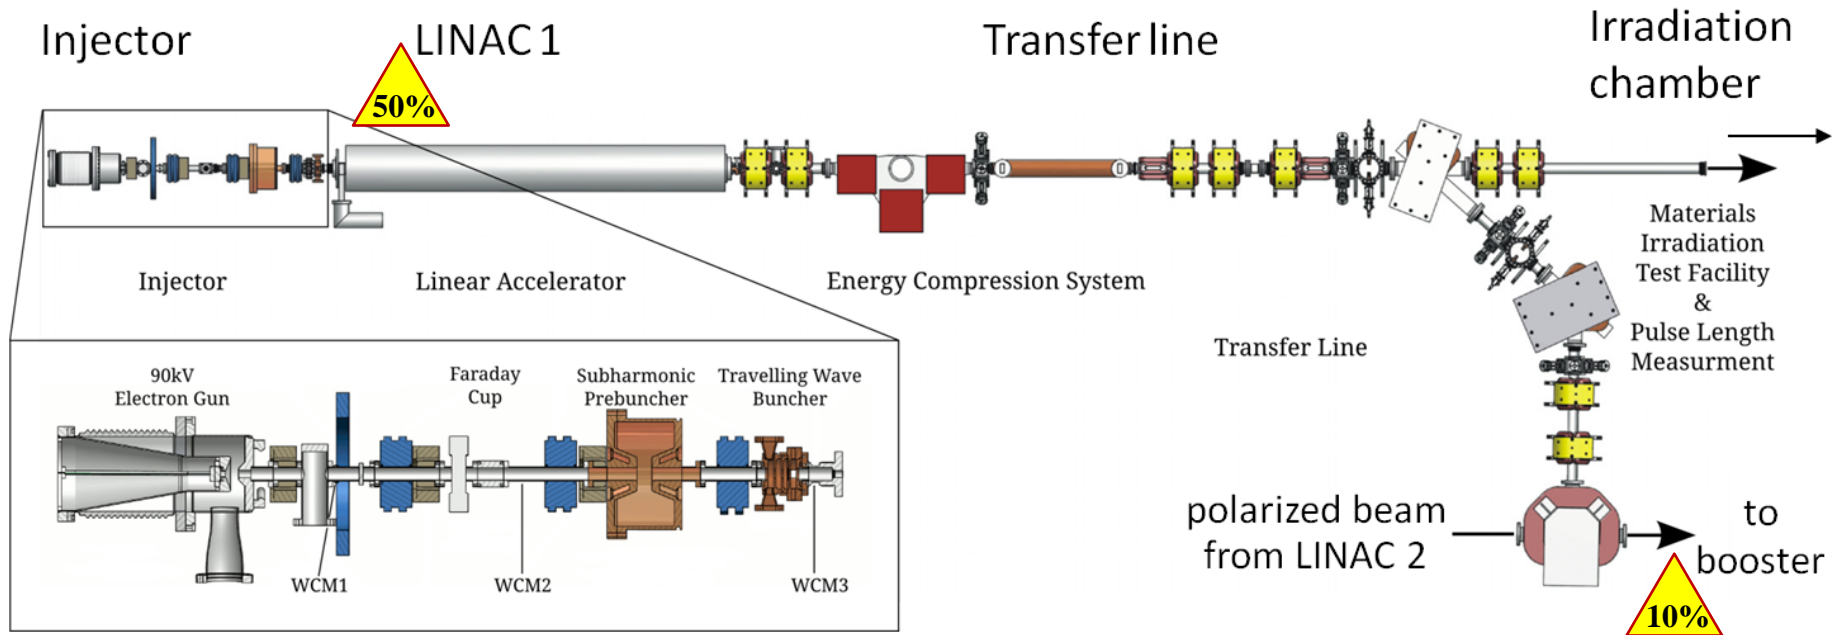 Injector
LINAC 1
Transfer line
Irradiation
chamber
50%
Injector
Linear Accelerator
Energy Compression System
Materials
Irradiation
Test Facility
&
Pulse Length
Measurment
Transfer Line
90kV
Electron Gun
Faraday
Cup
Subharmonic
Prebuncher
Travelling Wave
Buncher
WCM1
WCM2
WCM3
polarized beam
from LINAC 2
to
booster
10%